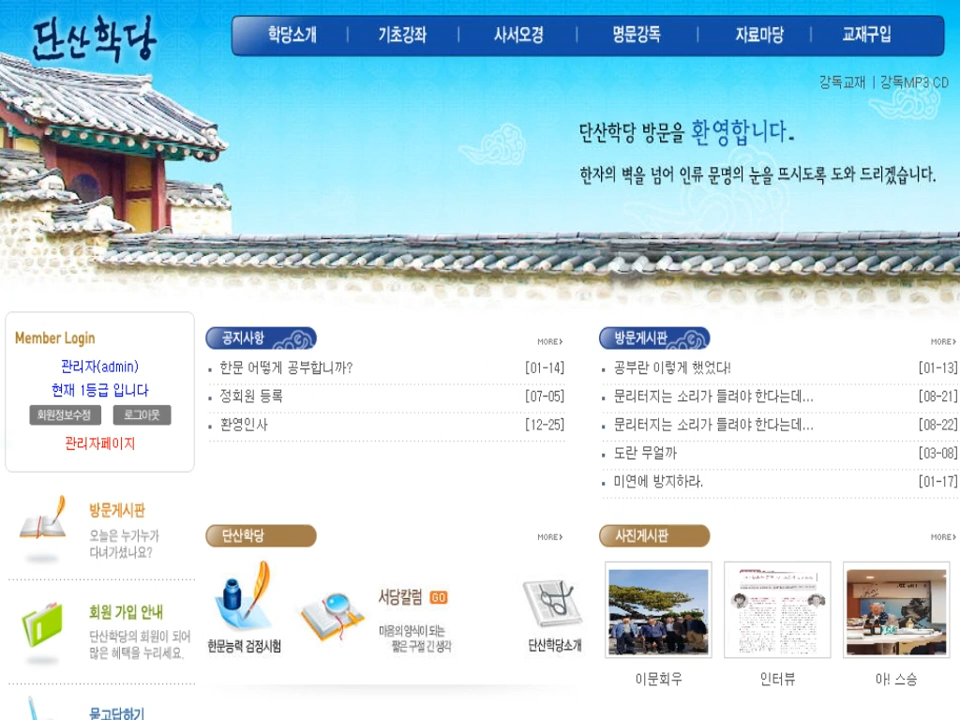 단산학당
학당소개 | 기초강좌 | 사서오경 | 명문강독 | 자료마당 | 교재구입
강독교재 | 강독MP3 CD
단산학당 방문을 환영합니다.
한자의 벽을 넘어 인류 문명의 눈을 뜨시도록 도와 드리겠습니다.
Member Login
관리자(admin)
현재 1등급 입니다
회원정보수정 로그아웃
관리자페이지
방문게시판
오늘은 누가누가
다녀가셨나요?
회원 가입 안내
단산학당의 회원이 되어
많은 혜택을 누리세요.
묻고답하기
공지사항 MORE
한문 어떻게 공부합니까? [01-14]
정회원 등록 [07-05]
환영인사 [12-25]
방문게시판 MORE
공부란 이렇게 했었다! [01-13]
문리터지는 소리가 들려야 한다는데... [08-21]
문리터지는 소리가 들려야 한다는데... [08-22]
도란 무얼까 [03-08]
미연에 방지하라. [01-17]
단산학당 MORE
한문능력 검정시험
서당칼럼 GO
마음의 양식이 되는
짧은 구절 긴 생각
단산학당소개
사진게시판 MORE
이문회우
인터뷰
아! 스승